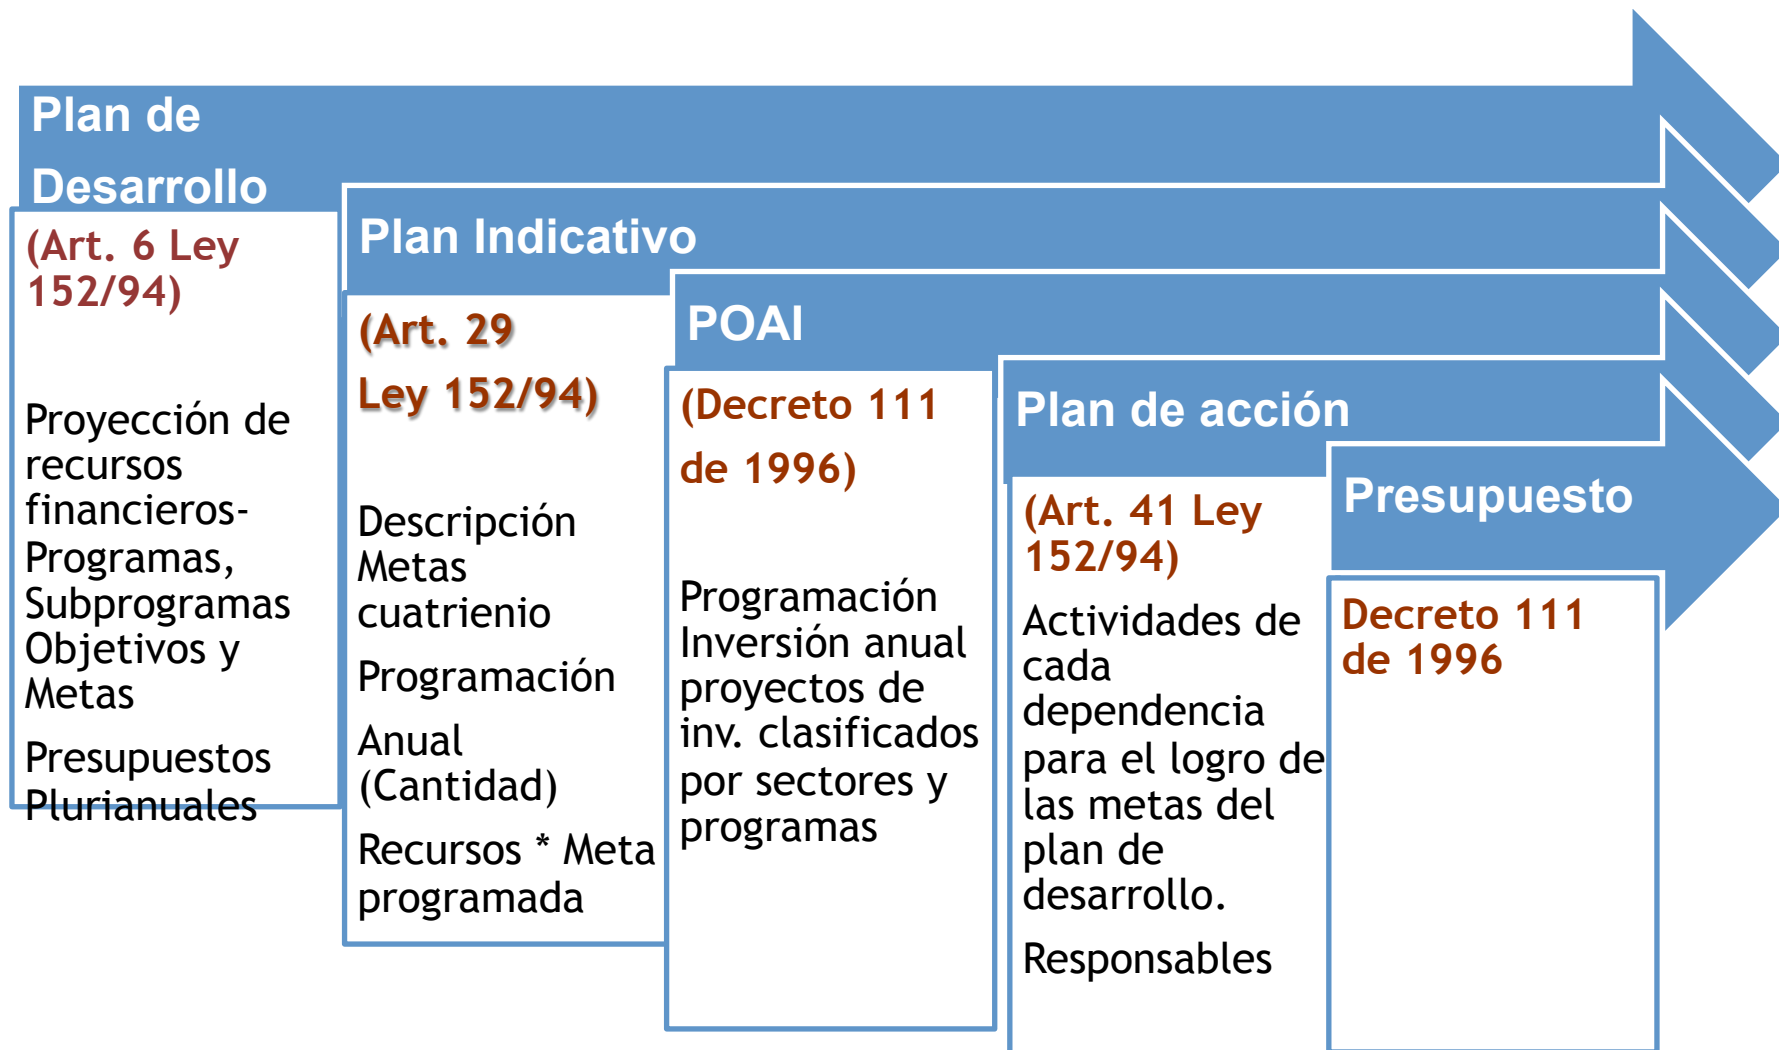 Plan de
Desarrollo
(Art. 6 Ley
152/94)
Proyección de
recursos
financieros-
Programas,
Subprogramas
Objetivos y
Metas
Presupuestos
Plurianuales
Plan Indicativo
(Art. 29
Ley 152/94)
Descripción
Metas
cuatrienio
Programación
Anual
(Cantidad)
Recursos * Meta
programada
POAI
(Decreto 111
de 1996)
Programación
Inversión anual
proyectos de
inv. clasificados
por sectores y
programas
Plan de acción
(Art. 41 Ley
152/94)
Actividades de
cada
dependencia
para el logro de
las metas del
plan de
desarrollo.
Responsables
Presupuesto
Decreto 111
de 1996